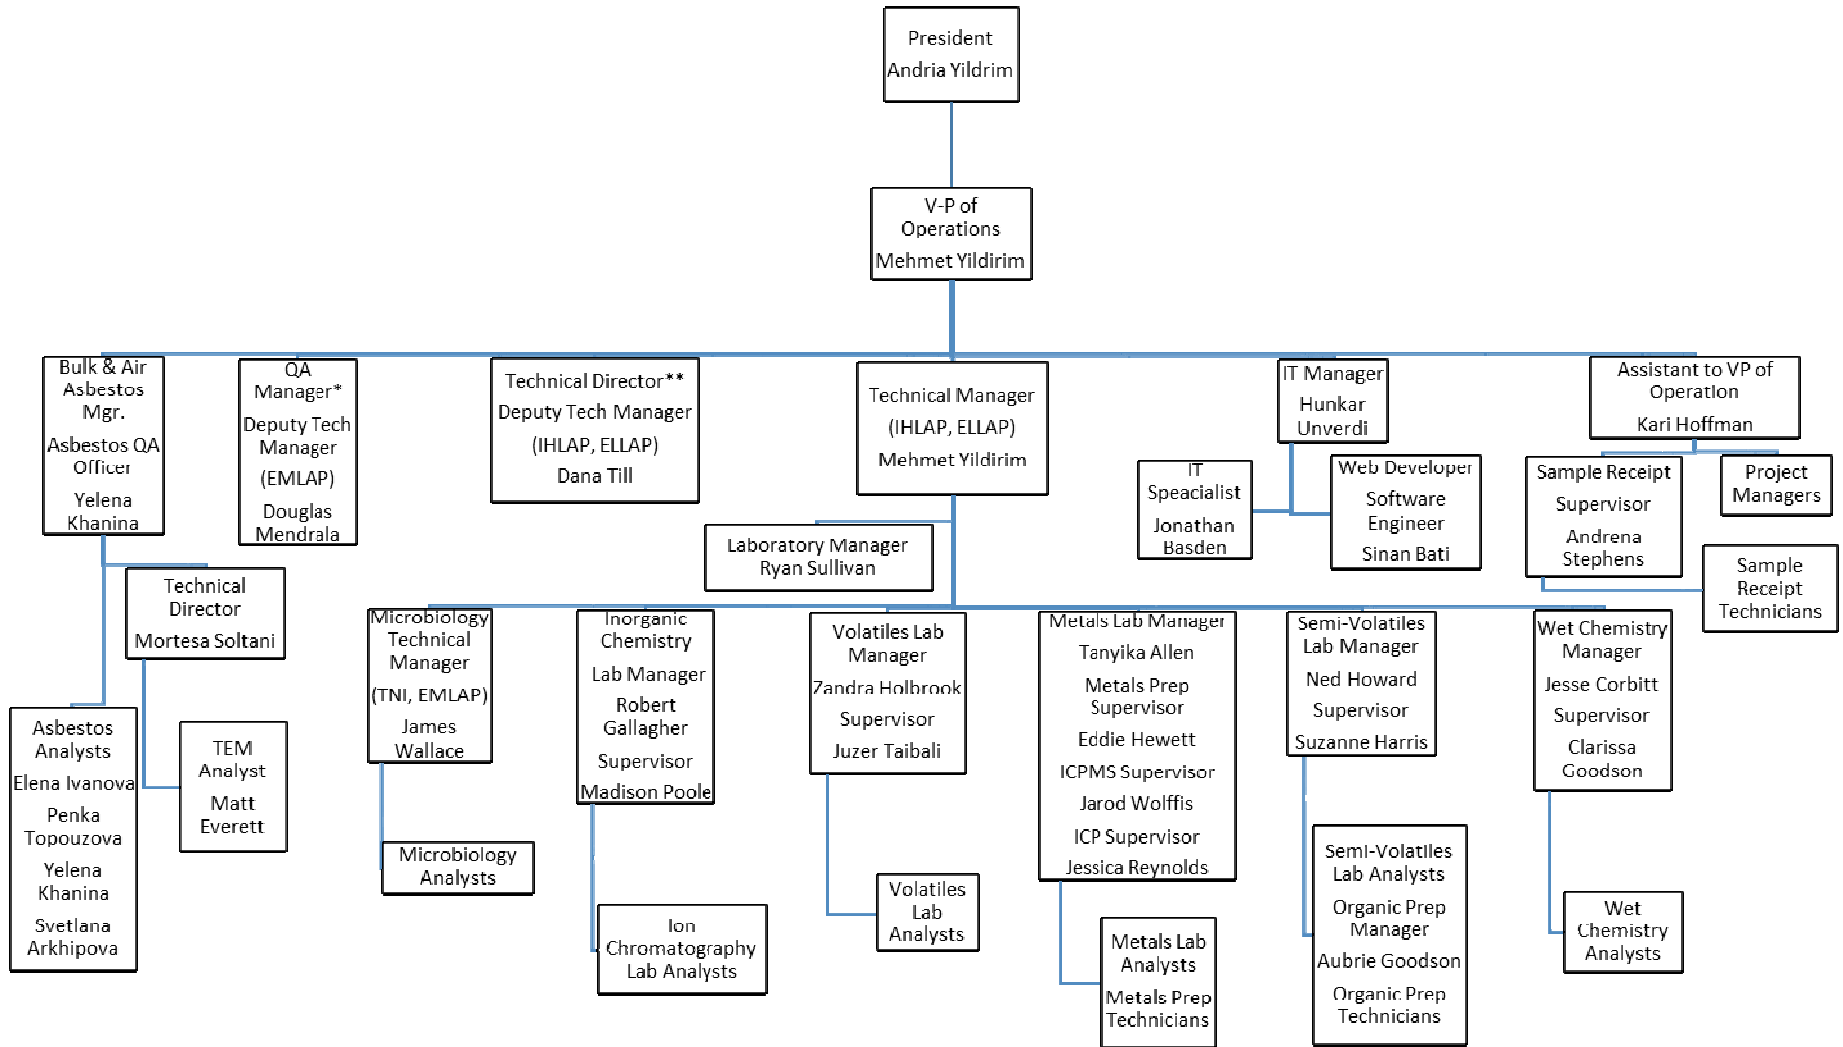 President
Andria Yildrim
V-P of
Operations
Mehmet Yildirim
Bulk & Air
Asbestos
Mgr.
Asbestos QA
Officer
Yelena
Khanina
QA
Manager*
Deputy Tech
Manager
(EMLAP)
Douglas
Mendrala
Technical Director**
Deputy Tech Manager
(IHLAP, ELLAP)
Dana Till
Technical Manager
(IHLAP, ELLAP)
Mehmet Yildirim
IT Manager
Hunkar
Unverdi
Assistant to VP of
Operation
Kari Hoffman
IT
Speacialist
Jonathan
Basden
Web Developer
Software
Engineer
Sinan Bati
Sample Receipt
Supervisor
Andrena
Stephens
Project
Managers
Sample
Receipt
Technicians
Laboratory Manager
Ryan Sullivan
Technical
Director
Mortesa Soltani
Asbestos
Analysts
Elena Ivanova
Penka
Topouzova
Yelena
Khanina
Svetlana
Arkhipova
TEM
Analyst
Matt
Everett
Microbiology
Technical
Manager
(TNI, EMLAP)
James
Wallace
Microbiology
Analysts
Inorganic
Chemistry
Lab Manager
Robert
Gallagher
Supervisor
Madison Poole
Ion
Chromatography
Lab Analysts
Volatiles Lab
Manager
Zandra Holbrook
Supervisor
Juzer Taibali
Volatiles
Lab
Analysts
Metals Lab Manager
Tanyika Allen
Metals Prep
Supervisor
Eddie Hewett
ICPMS Supervisor
Jarod Wolffis
ICP Supervisor
Jessica Reynolds
Metals Lab
Analysts
Metals Prep
Technicians
Semi-Volatiles
Lab Manager
Ned Howard
Supervisor
Suzanne Harris
Semi-Volatiles
Lab Analysts
Organic Prep
Manager
Aubrie Goodson
Organic Prep
Technicians
Wet Chemistry
Manager
Jesse Corbitt
Supervisor
Clarissa
Goodson
Wet
Chemistry
Analysts